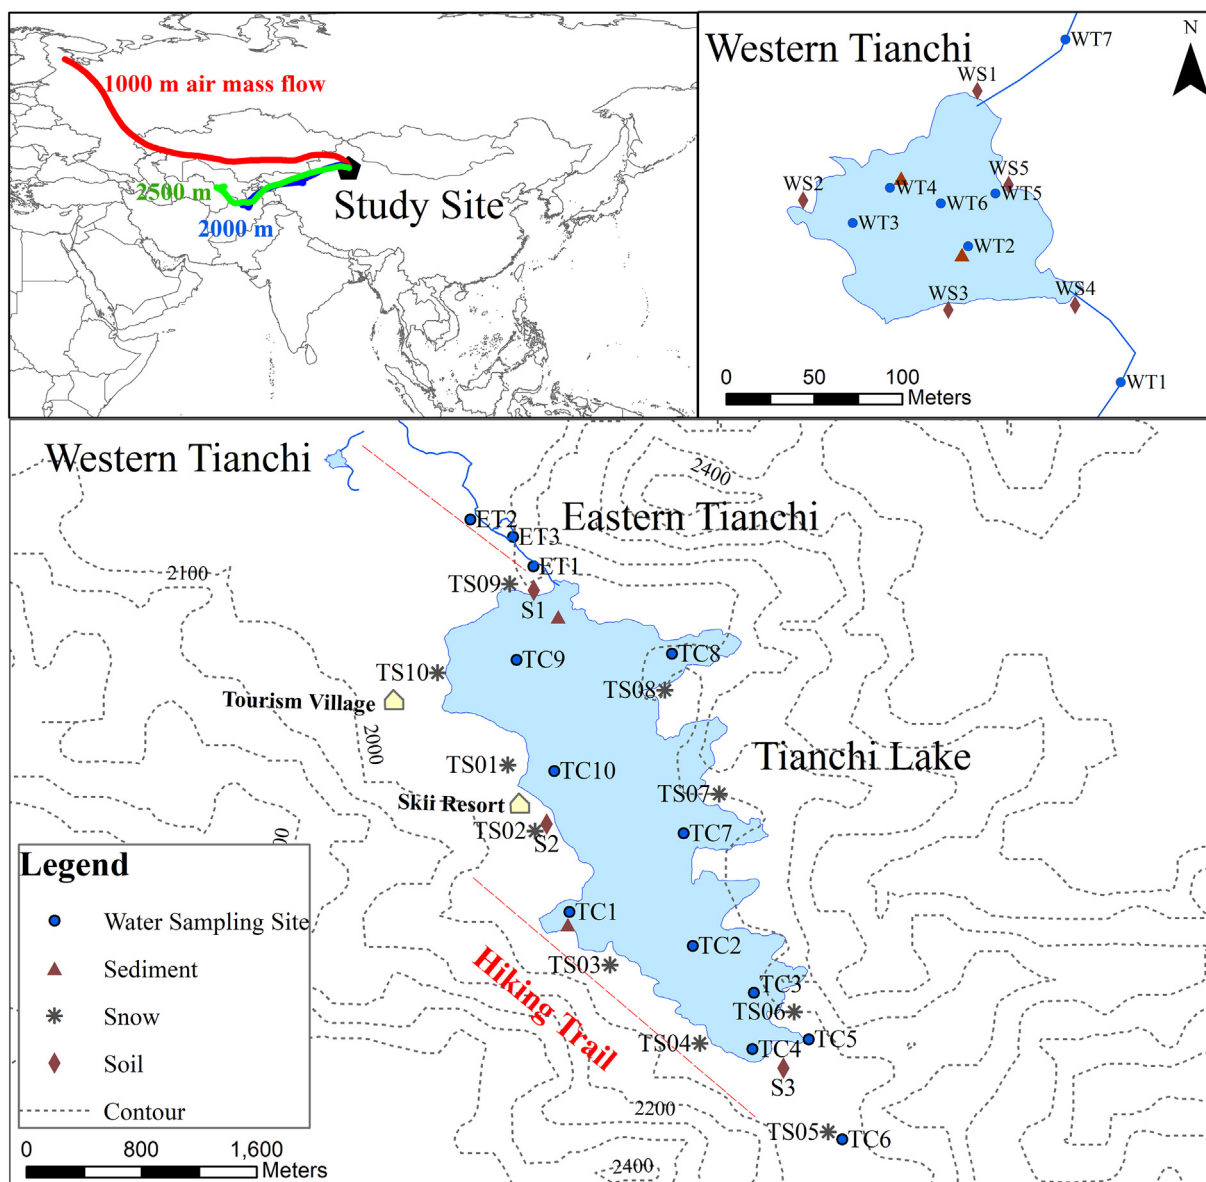 1000 m air mass flow
2500 m
2000 m
Study Site
Western Tianchi
N
WT7
WS1
WS5
WS2
WT4
WT5
WT6
WT3
WT2
WS3
WS4
WT1
0 50 100
Meters
Western Tianchi
2400
ET2
Eastern Tianchi
ET3
2100
ET1
TS09
S1
TC9
TC8
TS10
TS08
Tourism Village
2000
Tianchi Lake
TS01
TC10
TS07
Skii Resort
TS02
S2
TC7
00
Legend
Water Sampling Site
Sediment
Snow
Soil
Contour
TC1
TC2
TS03
Hiking Trail
TC3
TS06
TS04
TC4
TC5
S3
2200
TS05
TC6
2400
0 800 1,600
Meters